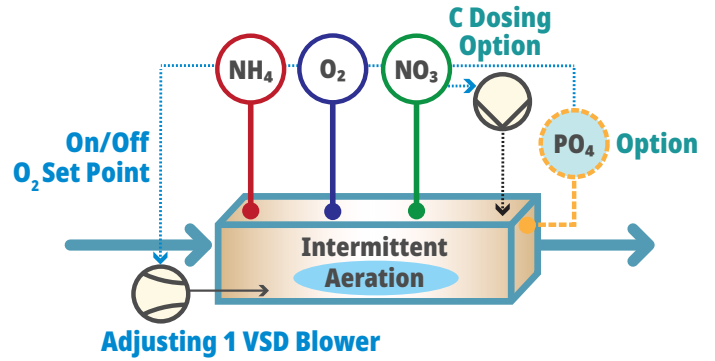 C Dosing
Option
NH₄
O₂
NO₃
On/Off
O₂ Set Point
PO₄
Option
Intermittent
Aeration
Adjusting 1 VSD Blower